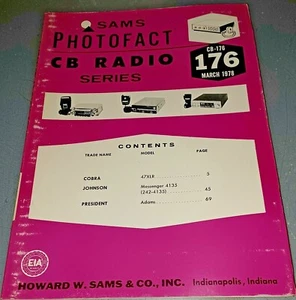 SAMS
PHOTOFACT
CB RADIO
SERIES
CB-176
176
MARCH 1978
CONTENTS
TRADE NAME MODEL PAGE
COBRA 47XLR 3
JOHNSON Messenger 4135 45
(242-4135)
PRESIDENT Adams 69
EIA
HOWARD W. SAMS & CO., INC. Indianapolis, Indiana